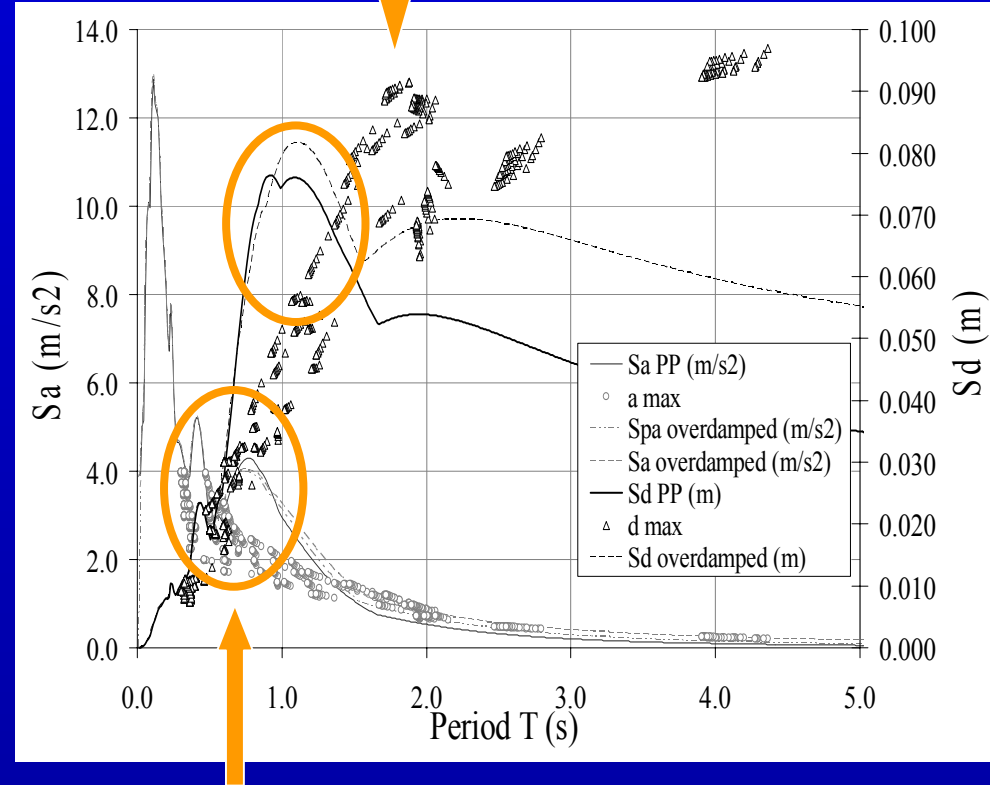 14.0
12.0
10.0
8.0
6.0
4.0
2.0
0.0
Sa (m/s2)
0.100
0.090
0.080
0.070
0.060
0.050
0.040
0.030
0.020
0.010
0.000
Sd (m)
Sa PP (m/s2)
a max
Spa overdamped (m/s2)
Sa overdamped (m/s2)
Sd PP (m)
d max
Sd overdamped (m)
0.0 1.0 2.0 3.0 4.0 5.0
Period T (s)